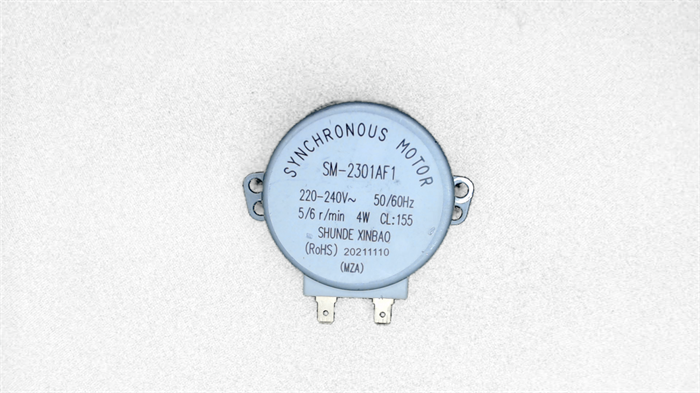 SYNCHRONOUS MOTOR
SM-2301AF1
220-240V~ 50/60Hz
5/6 r/min 4W CL:155
SHUNDE XINBAO
(RoHS) 20211110
(MZA)